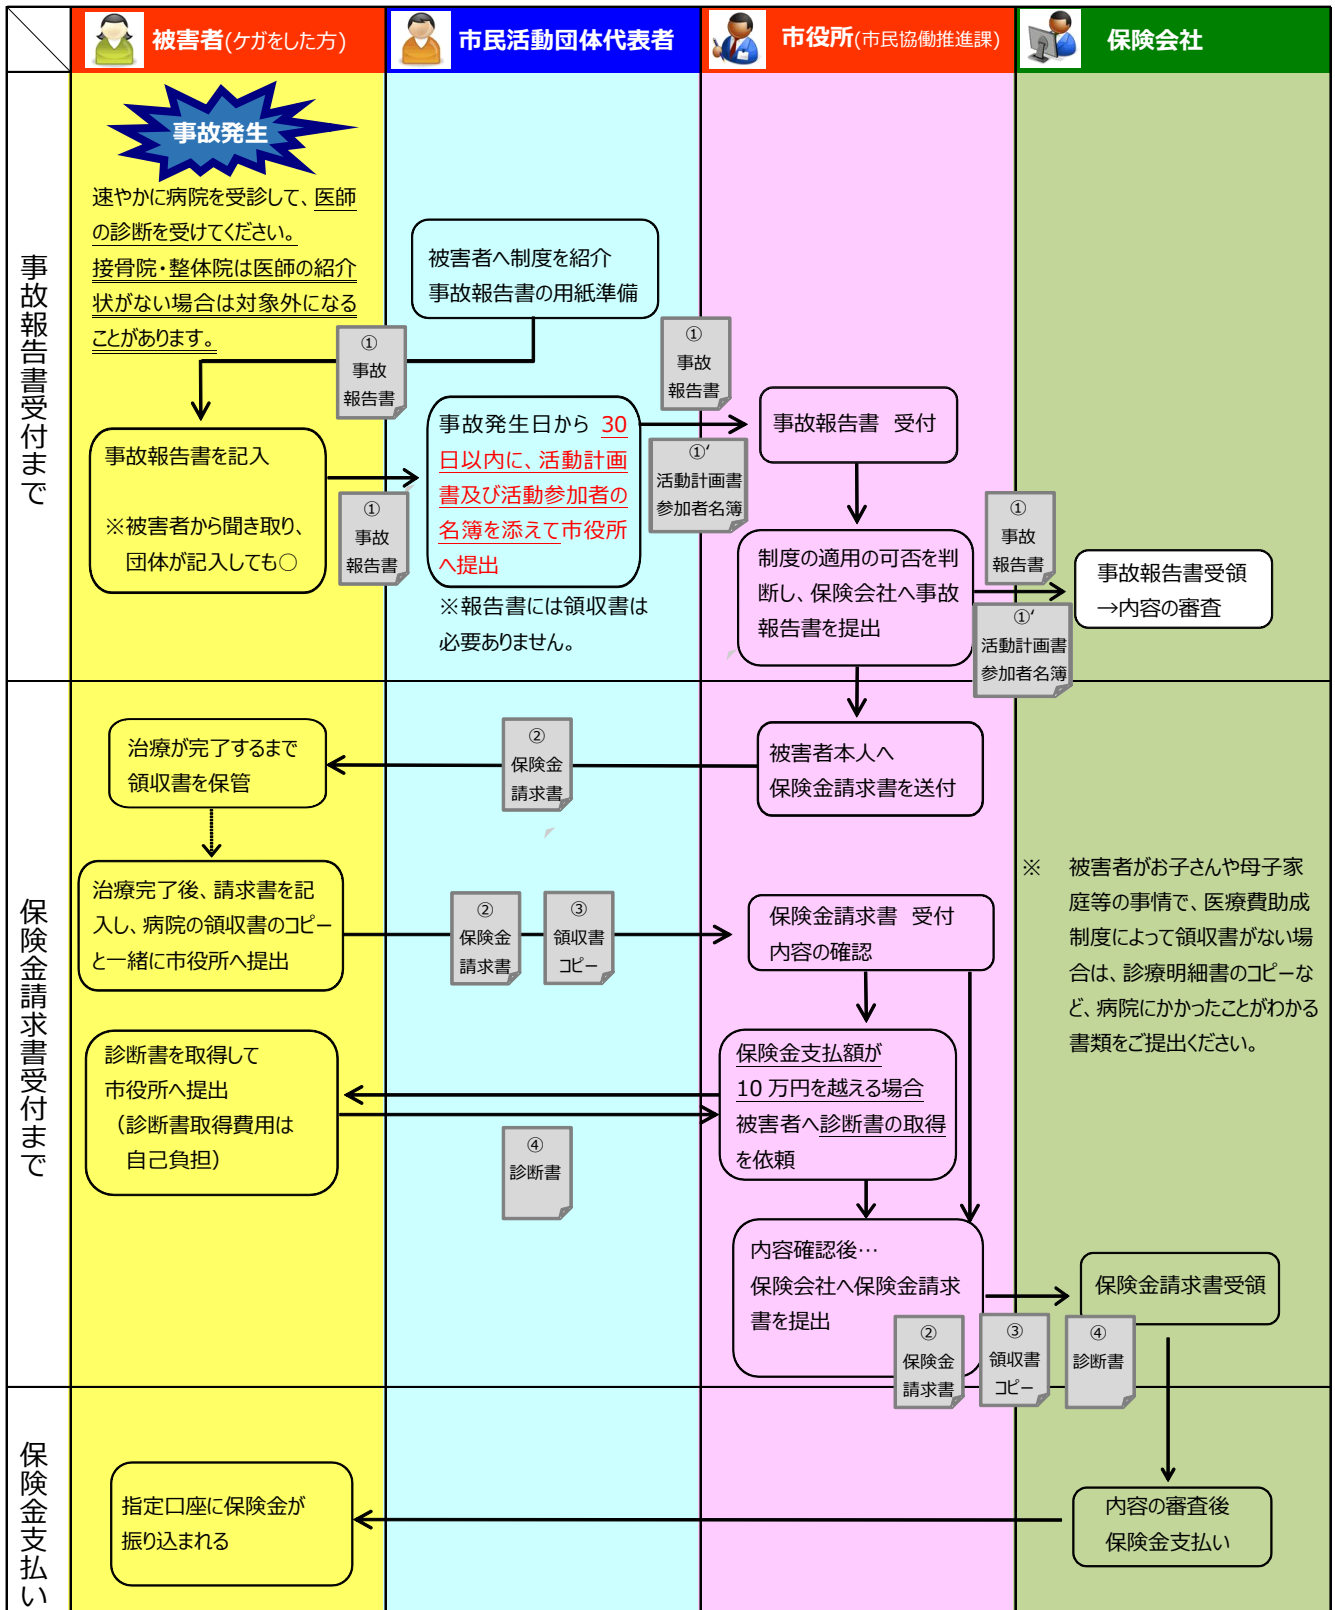 被害者(ケガをした方)
市民活動団体代表者
市役所(市民協働推進課)
保険会社
事故報告書受付まで
事故発生
速やかに病院を受診して、医師
の診断を受けてください。
接骨院・整体院は医師の紹介
状がない場合は対象外になる
ことがあります。
被害者へ制度を紹介
事故報告書の用紙準備
①
事故
報告書
事故報告書を記入
※被害者から聞き取り、
団体が記入しても○
①
事故
報告書
事故発生日から 30
日以内に、活動計画
書及び活動参加者の
名簿を添えて市役所
へ提出
※報告書には領収書は
必要ありません。
①
事故
報告書
①’
活動計画書
参加者名簿
事故報告書 受付
制度の適用の可否を判
断し、保険会社へ事故
報告書を提出
①
事故
報告書
①’
活動計画書
参加者名簿
事故報告書受領
→内容の審査
保険金請求書受付まで
被害者本人へ
保険金請求書を送付
②
保険金
請求書
治療が完了するまで
領収書を保管
治療完了後、請求書を記
入し、病院の領収書のコピー
と一緒に市役所へ提出
②
保険金
請求書
③
領収書
コピー
保険金請求書 受付
内容の確認
※ 被害者がお子さんや母子家
庭等の事情で、医療費助成
制度によって領収書がない場
合は、診療明細書のコピーな
ど、病院にかかったことがわかる
書類をご提出ください。
保険金支払額が
10 万円を越える場合
被害者へ診断書の取得
を依頼
診断書を取得して
市役所へ提出
（診断書取得費用は
自己負担）
④
診断書
内容確認後…
保険会社へ保険金請求
書を提出
②
保険金
請求書
③
領収書
コピー
④
診断書
保険金請求書受領
保険金支払い
内容の審査後
保険金支払い
指定口座に保険金が
振り込まれる